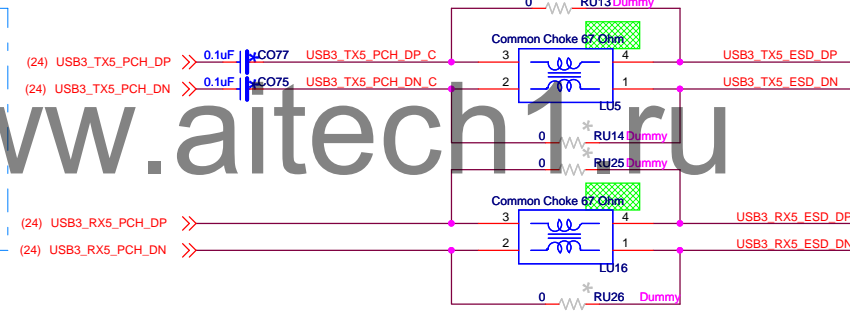 0 RU13 Dummy
Common Choke 67 Ohm
(24) USB3_TX5_PCH_DP 0.1uF CO77 USB3_TX5_PCH_DP_C 3 4 USB3_TX5_ESD_DP
(24) USB3_TX5_PCH_DN 0.1uF CO75 USB3_TX5_PCH_DN_C 2 1 USB3_TX5_ESD_DN
LU5
www.aitech1.ru
0 RU14 Dummy
0 RU25 Dummy
Common Choke 67 Ohm
(24) USB3_RX5_PCH_DP 3 4 USB3_RX5_ESD_DP
(24) USB3_RX5_PCH_DN 2 1 USB3_RX5_ESD_DN
LU16
0 RU26 Dummy